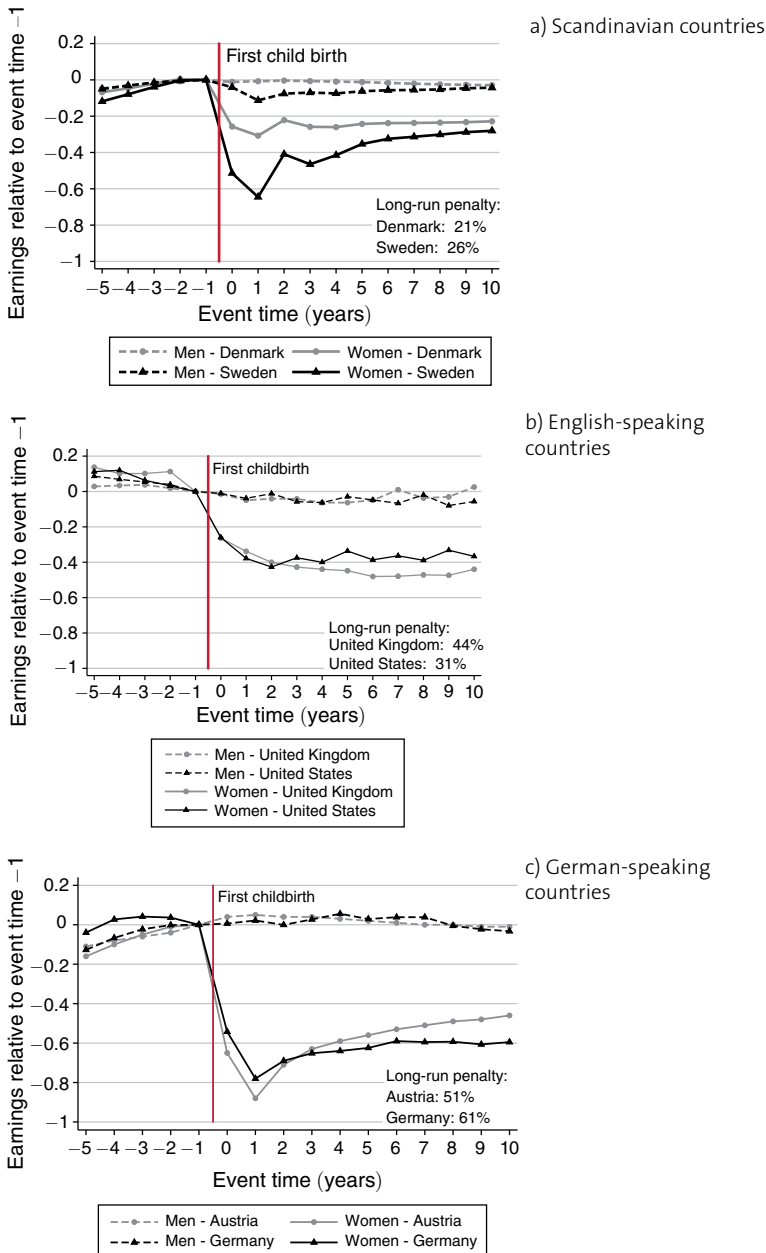 a) Scandinavian countries
Earnings relative to event time −1
0.2
0
−0.2
−0.4
−0.6
−0.8
−1
First child birth
Long-run penalty:
Denmark: 21%
Sweden: 26%
−5 −4 −3 −2 −1 0 1 2 3 4 5 6 7 8 9 10
Event time (years)
Men - Denmark Women - Denmark
Men - Sweden Women - Sweden
b) English-speaking
countries
Earnings relative to event time −1
0.2
0
−0.2
−0.4
−0.6
−0.8
−1
First childbirth
Long-run penalty:
United Kingdom: 44%
United States: 31%
−5 −4 −3 −2 −1 0 1 2 3 4 5 6 7 8 9 10
Event time (years)
Men - United Kingdom
Men - United States
Women - United Kingdom
Women - United States
c) German-speaking
countries
Earnings relative to event time −1
0.2
0
−0.2
−0.4
−0.6
−0.8
−1
First childbirth
Long-run penalty:
Austria: 51%
Germany: 61%
−5 −4 −3 −2 −1 0 1 2 3 4 5 6 7 8 9 10
Event time (years)
Men - Austria Women - Austria
Men - Germany Women - Germany